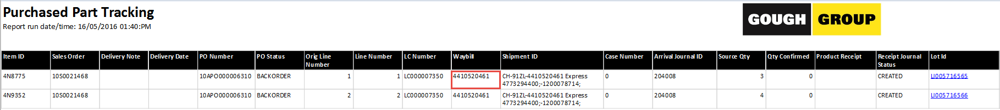 Purchased Part Tracking
Report run date/time: 16/05/2016 01:40:PM
GOUGH GROUP
Item ID Sales Order Delivery Note Delivery Date PO Number PO Status Orig Line Number Line Number LC Number Waybill Shipment ID Case Number Arrival Journal ID Source Qty Qty Confirmed Product Receipt Receipt Journal Status Lot Id
4N8775 10S0021468 10APO000006310 BACKORDER 1 1 LC000007350 4410520461 CH-91ZL-4410520461 Express 0 204008 3 0 CREATED LI005716565
4773294400;-1200078714;
4N9352 10S0021468 10APO000006310 BACKORDER 2 2 LC000007350 4410520461 CH-91ZL-4410520461 Express 0 204008 4 0 CREATED LI005716566
4773294400;-1200078714;